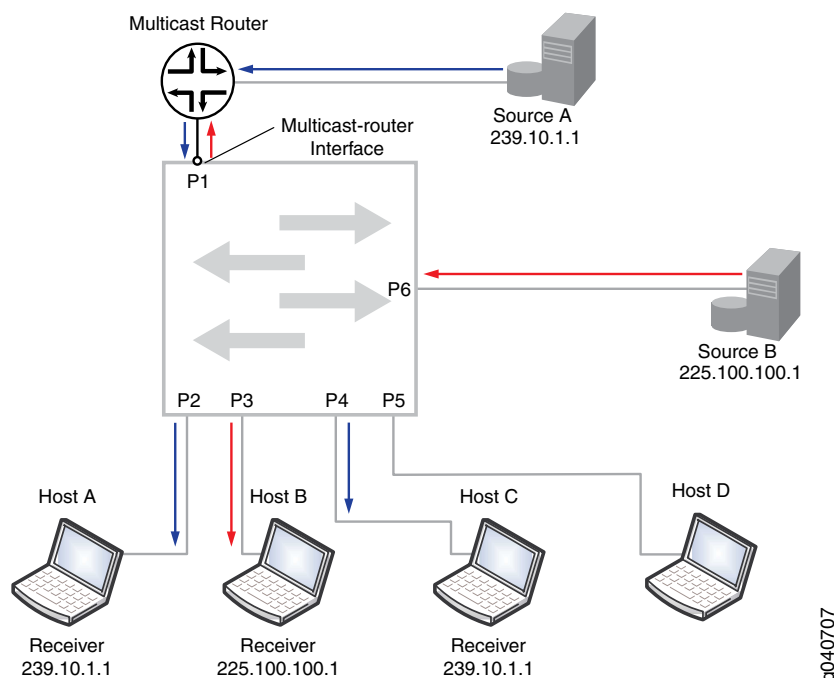 Multicast Router
Source A
239.10.1.1
Multicast-router
Interface
P1
P6
Source B
225.100.100.1
P2
P3
P4
P5
Host A
Host B
Host C
Host D
Receiver
239.10.1.1
Receiver
225.100.100.1
Receiver
239.10.1.1
g040707